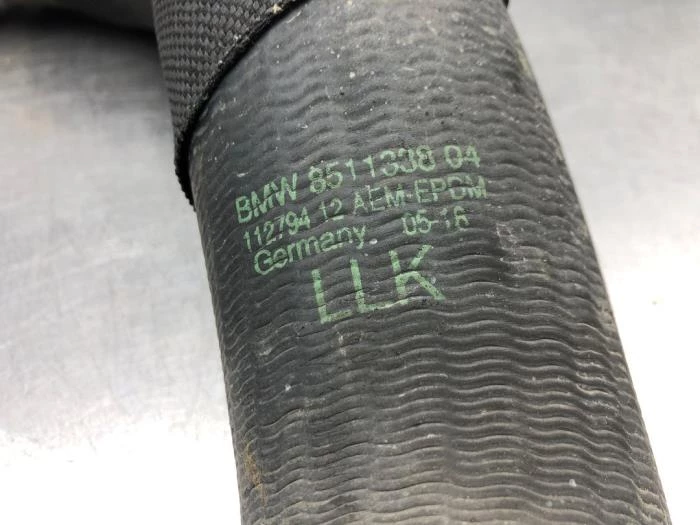 BMW 8511338 04
112794 12 AEM-EPDM
Germany 05-16
LLK